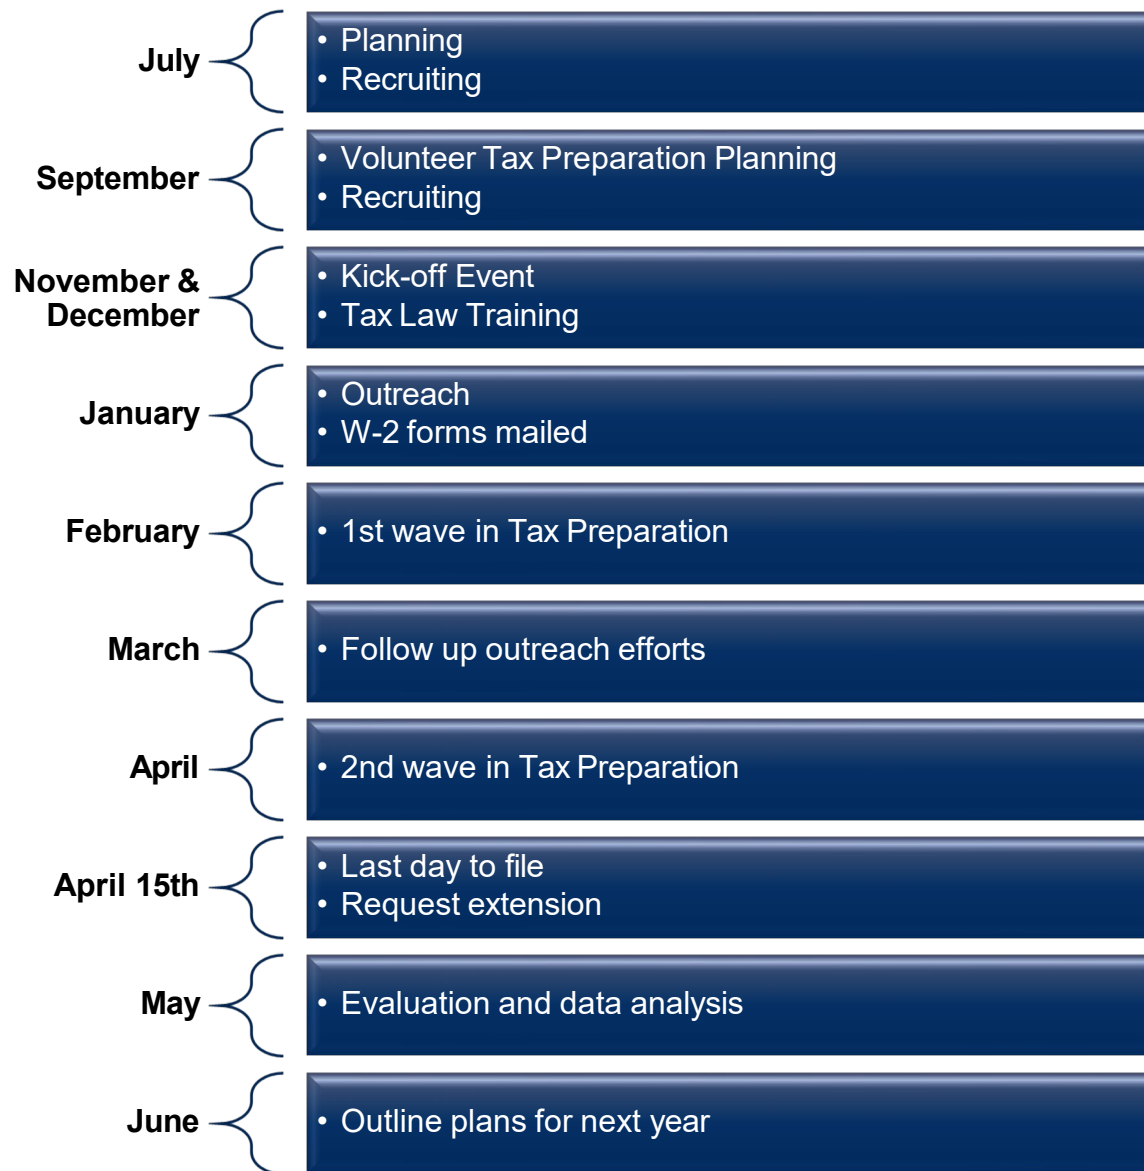 July
• Planning
• Recruiting
September
• Volunteer Tax Preparation Planning
• Recruiting
November &
December
• Kick-off Event
• Tax Law Training
January
• Outreach
• W-2 forms mailed
February
• 1st wave in Tax Preparation
March
• Follow up outreach efforts
April
• 2nd wave in Tax Preparation
April 15th
• Last day to file
• Request extension
May
• Evaluation and data analysis
June
• Outline plans for next year